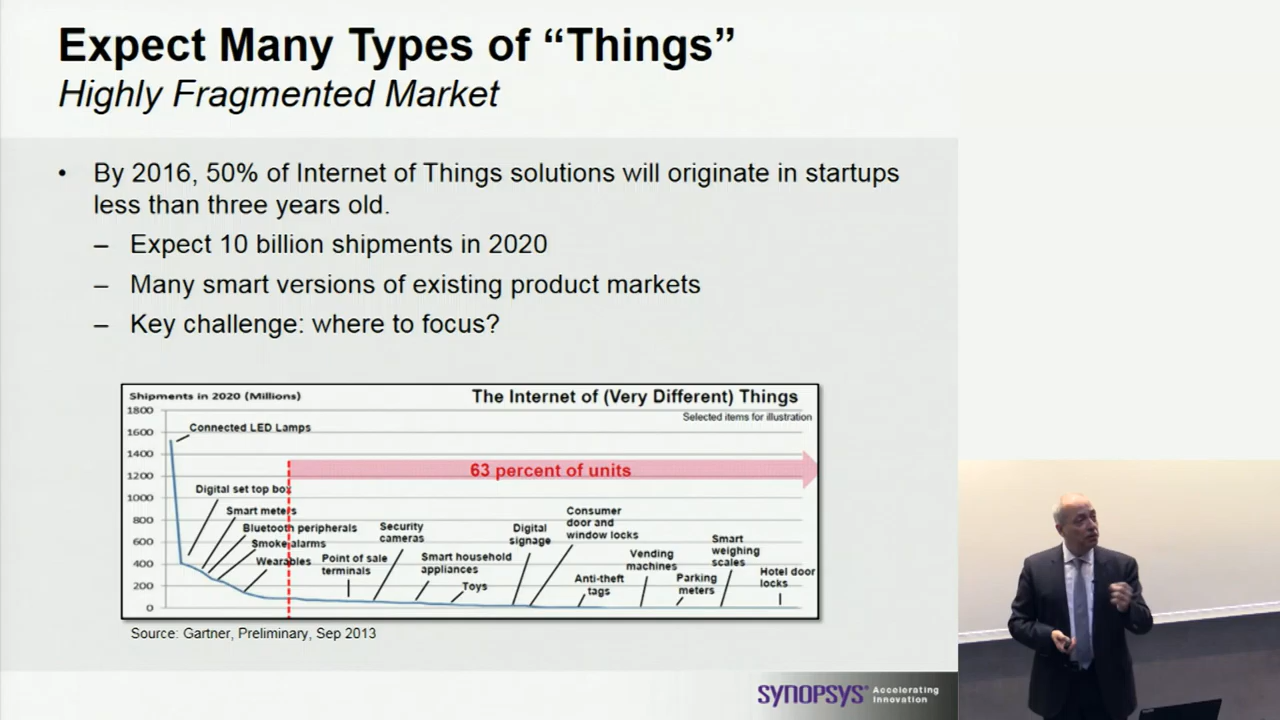 Expect Many Types of “Things”
Highly Fragmented Market
• By 2016, 50% of Internet of Things solutions will originate in startups
less than three years old.
– Expect 10 billion shipments in 2020
– Many smart versions of existing product markets
– Key challenge: where to focus?
Shipments in 2020 (Millions)
The Internet of (Very Different) Things
Selected items for illustration
1800
1600
1400
1200
1000
800
600
400
200
0
Connected LED Lamps
63 percent of units
Digital set top box
Smart meters
Bluetooth peripherals
Smoke alarms
Wearables
Point of sale
terminals
Security
cameras
Smart household
appliances
Toys
Digital
signage
Consumer
door and
window locks
Anti-theft
tags
Vending
machines
Parking
meters
Smart
weighing
scales
Hotel door
locks
Source: Gartner, Preliminary, Sep 2013
SYNOPSYS
Accelerating
Innovation